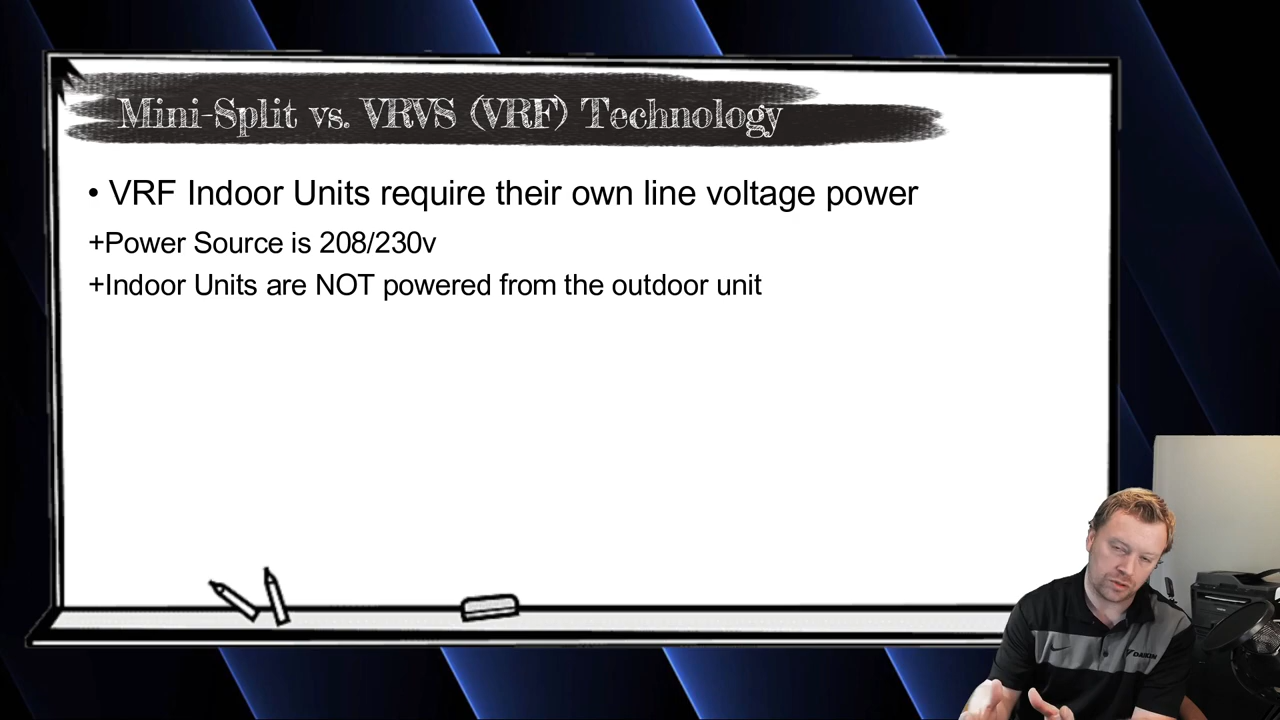 Mini-Split vs. VRVS (VRF) Technology
• VRF Indoor Units require their own line voltage power
+Power Source is 208/230v
+Indoor Units are NOT powered from the outdoor unit
DAIKIN